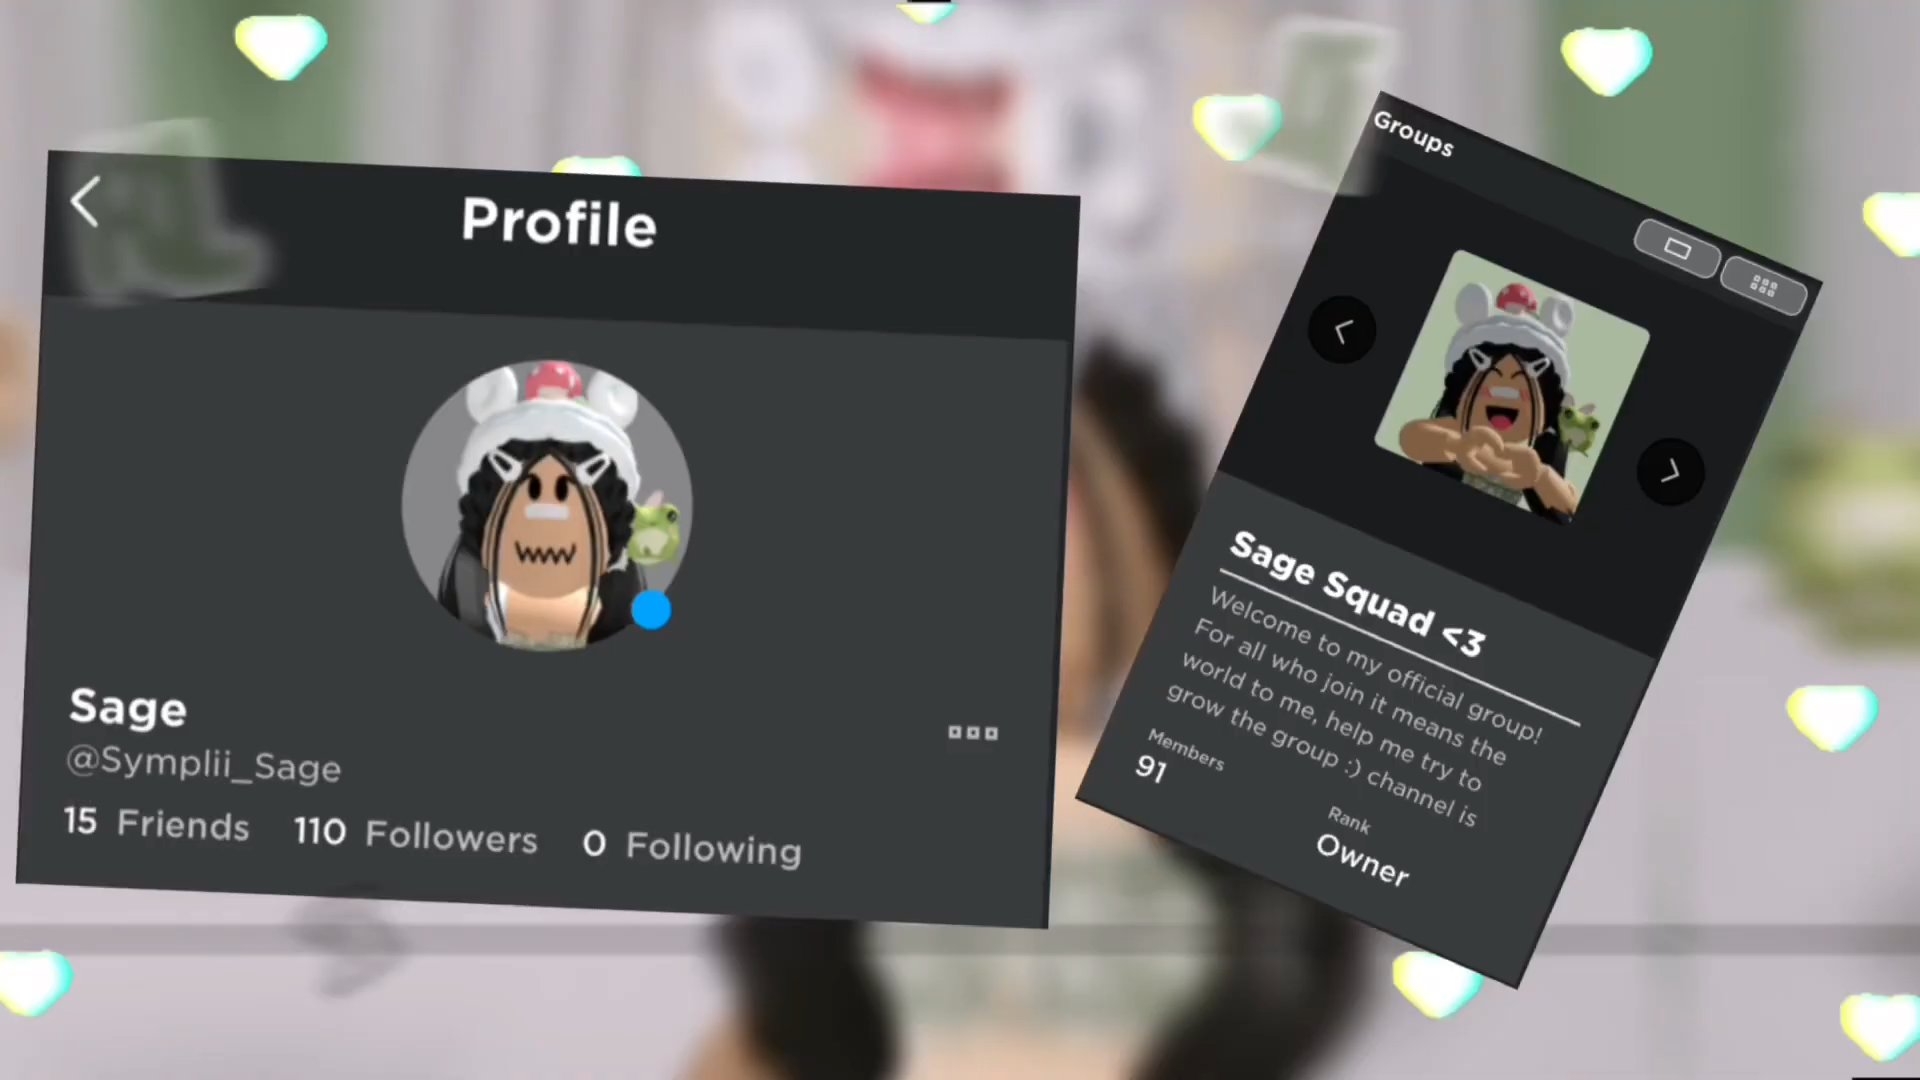 Profile
Sage
@Symplii_Sage
15 Friends 110 Followers 0 Following
Groups
Sage Squad <3
Welcome to my official group!
For all who join it means the
world to me, help me try to
grow the group :) channel is
Members
91
Rank
Owner